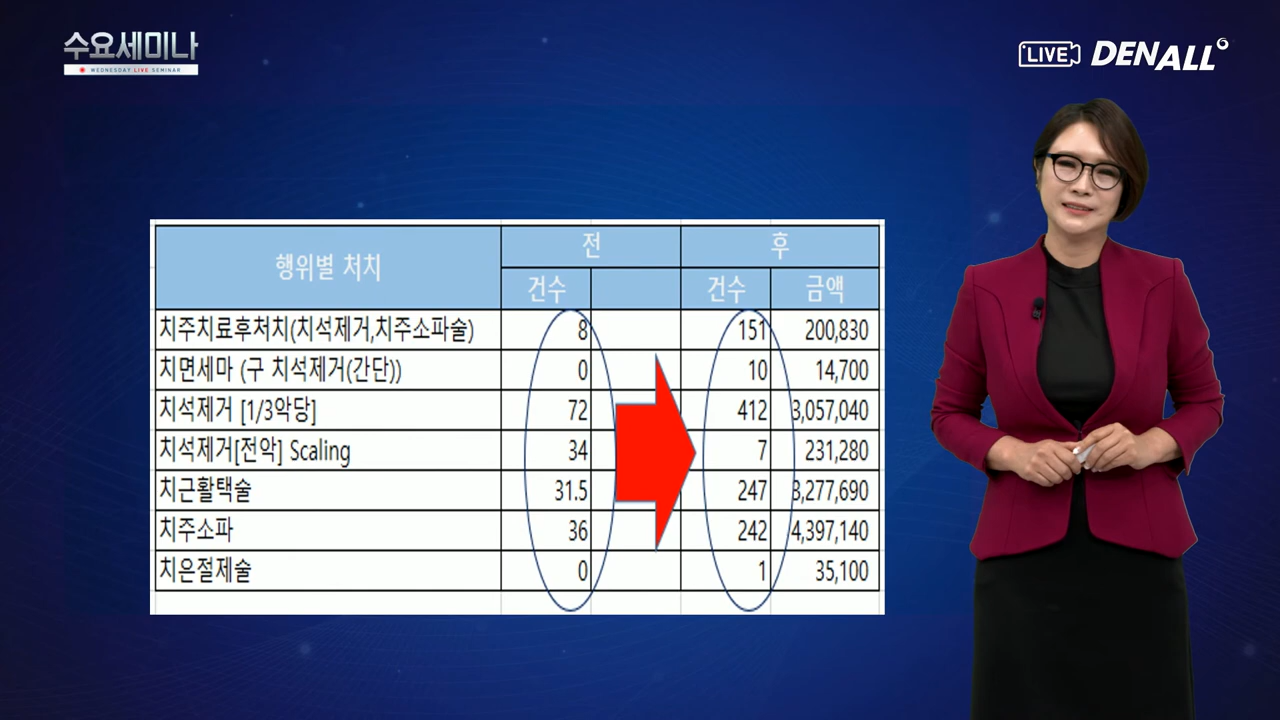 수요세미나
WEDNESDAY LIVE SEMINAR
LIVE DENALL
행위별 처치 전 후
건수 건수 금액
치주치료후처치(치석제거,치주소파술) 8 151 200,830
치면세마 (구 치석제거(간단)) 0 10 14,700
치석제거 [1/3악당] 72 412 3,057,040
치석제거[전악] Scaling 34 7 231,280
치근활택술 31.5 247 3,277,690
치주소파 36 242 4,397,140
치은절제술 0 1 35,100